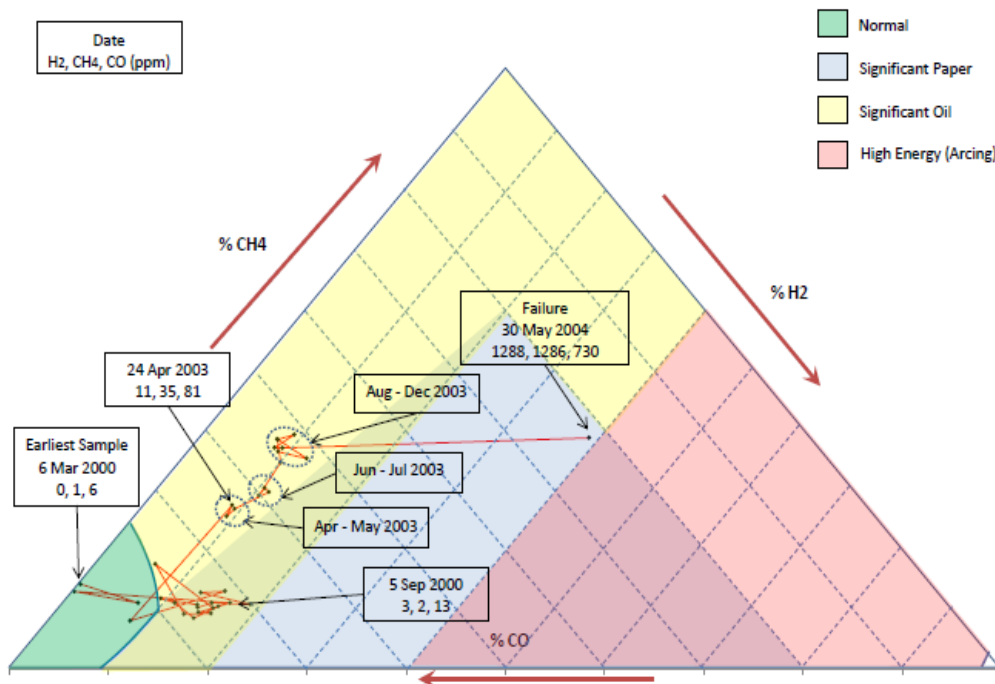 Date
H2, CH4, CO (ppm)
Normal
Significant Paper
Significant Oil
High Energy (Arcing)
% CH4
% H2
Failure
30 May 2004
1288, 1286, 730
24 Apr 2003
11, 35, 81
Aug - Dec 2003
Earliest Sample
6 Mar 2000
0, 1, 6
Jun - Jul 2003
Apr - May 2003
5 Sep 2000
3, 2, 13
% CO